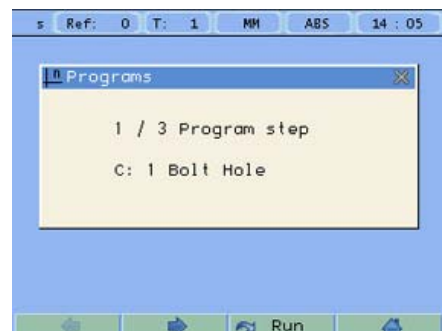 s Ref: 0 T: 1 MM ABS 14 : 05
n Programs
1 / 3 Program step
C: 1 Bolt Hole
Run